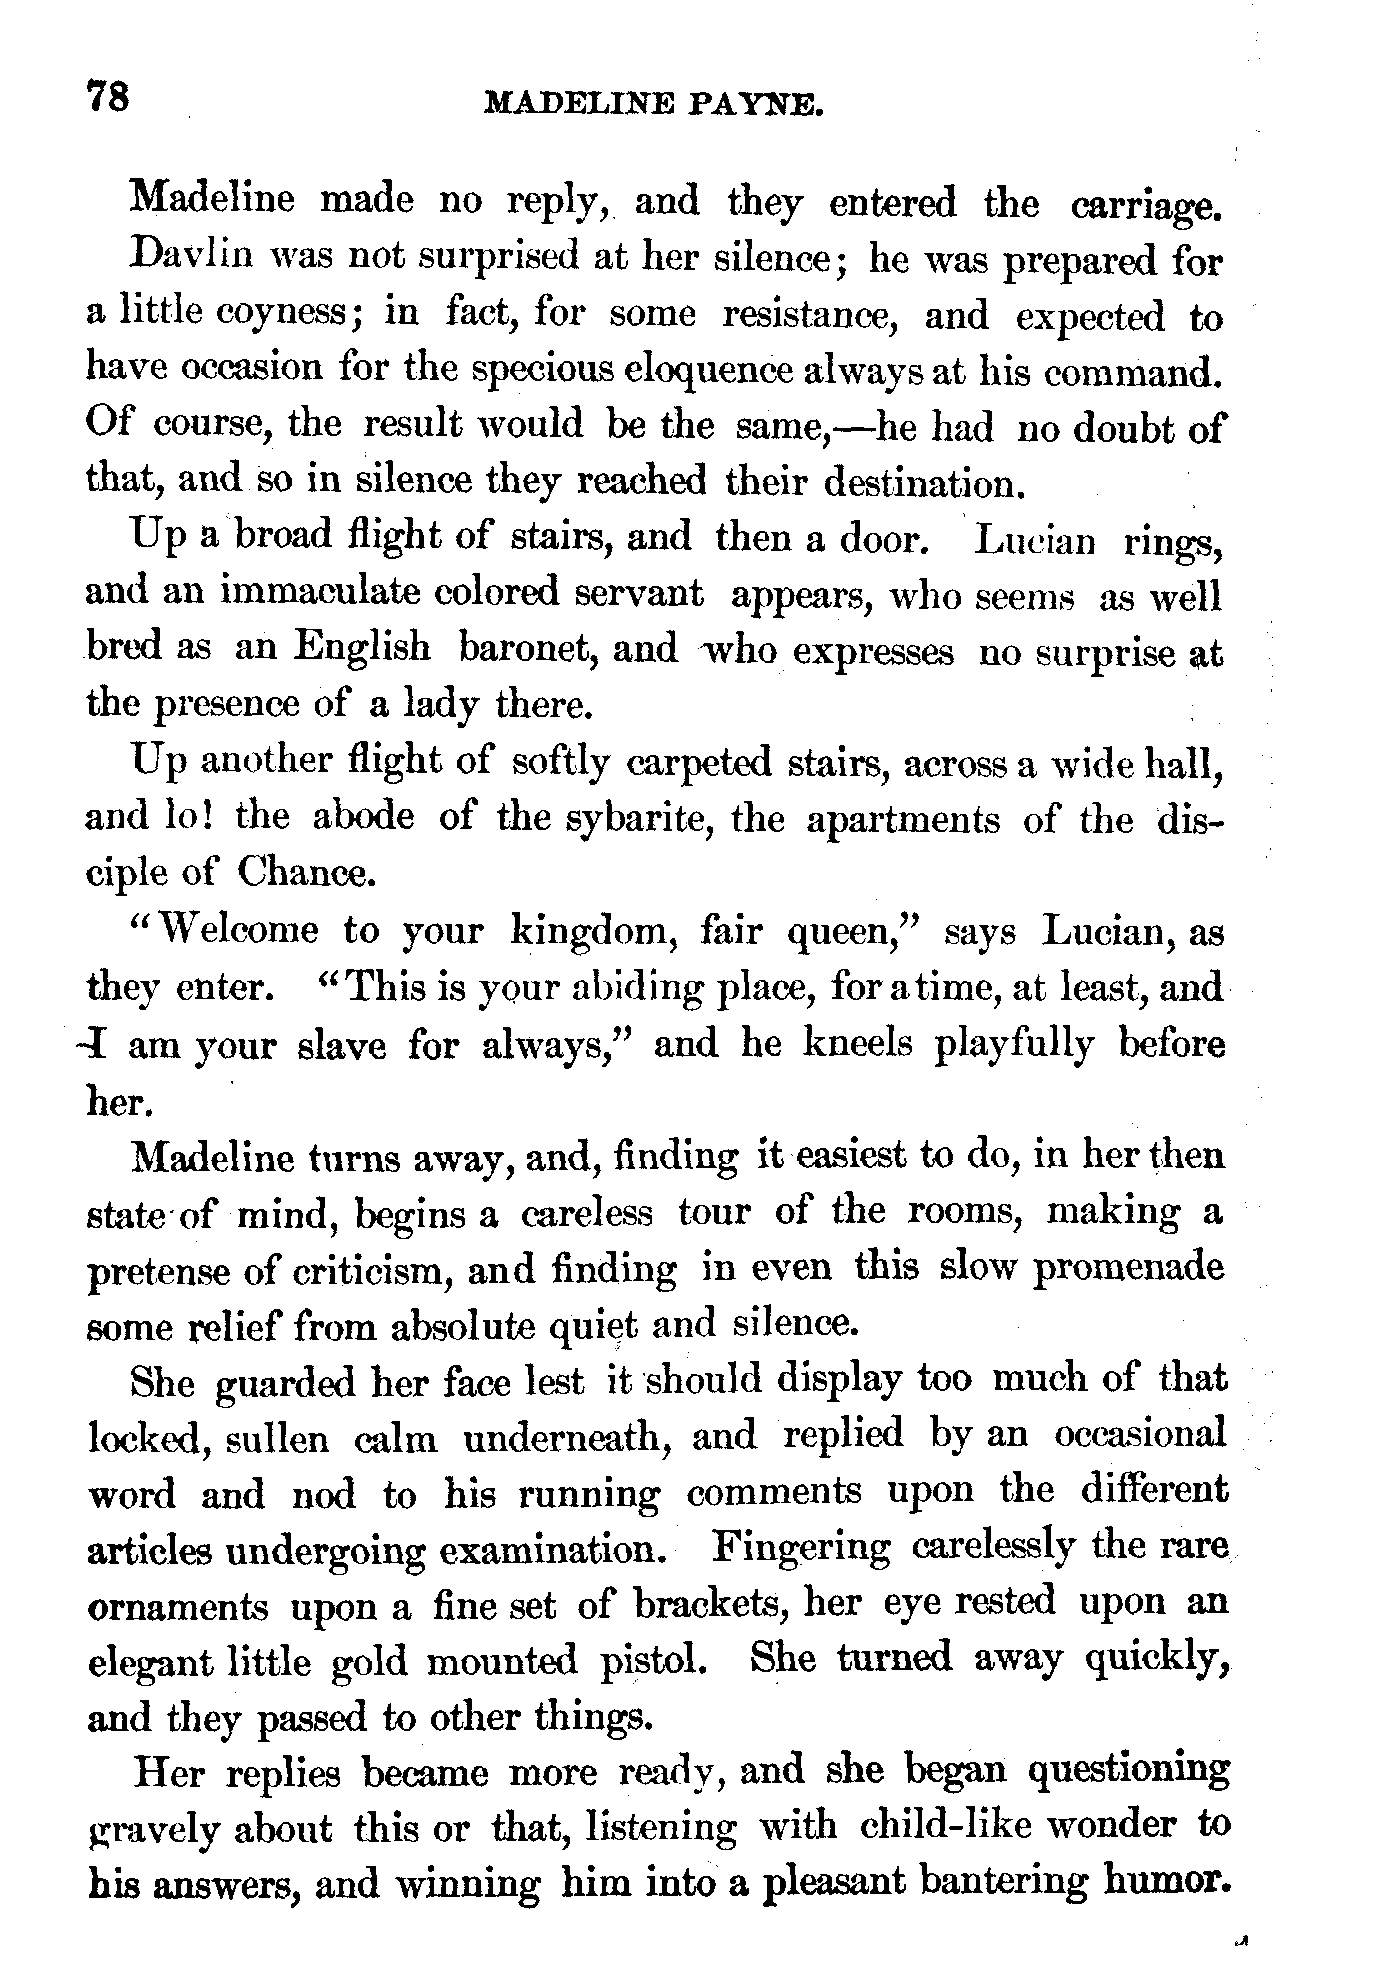 78 MADELINE PAYNE.
Madeline made no reply, and they entered the carriage.
Davlin was not surprised at her silence; he was prepared for
a little coyness; in fact, for some resistance, and expected to
have occasion for the specious eloquence always at his command.
Of course, the result would be the same,—he had no doubt of
that, and so in silence they reached their destination.
Up a broad flight of stairs, and then a door. Lucian rings,
and an immaculate colored servant appears, who seems as well
bred as an English baronet, and who expresses no surprise at
the presence of a lady there.
Up another flight of softly carpeted stairs, across a wide hall,
and lo! the abode of the sybarite, the apartments of the dis-
ciple of Chance.
"Welcome to your kingdom, fair queen," says Lucian, as
they enter. "This is your abiding place, for a time, at least, and
I am your slave for always," and he kneels playfully before
her.
Madeline turns away, and, finding it easiest to do, in her then
state of mind, begins a careless tour of the rooms, making a
pretense of criticism, and finding in even this slow promenade
some relief from absolute quiet and silence.
She guarded her face lest it should display too much of that
locked, sullen calm underneath, and replied by an occasional
word and nod to his running comments upon the different
articles undergoing examination. Fingering carelessly the rare
ornaments upon a fine set of brackets, her eye rested upon an
elegant little gold mounted pistol. She turned away quickly,
and they passed to other things.
Her replies became more ready, and she began questioning
gravely about this or that, listening with child-like wonder to
his answers, and winning him into a pleasant bantering humor.